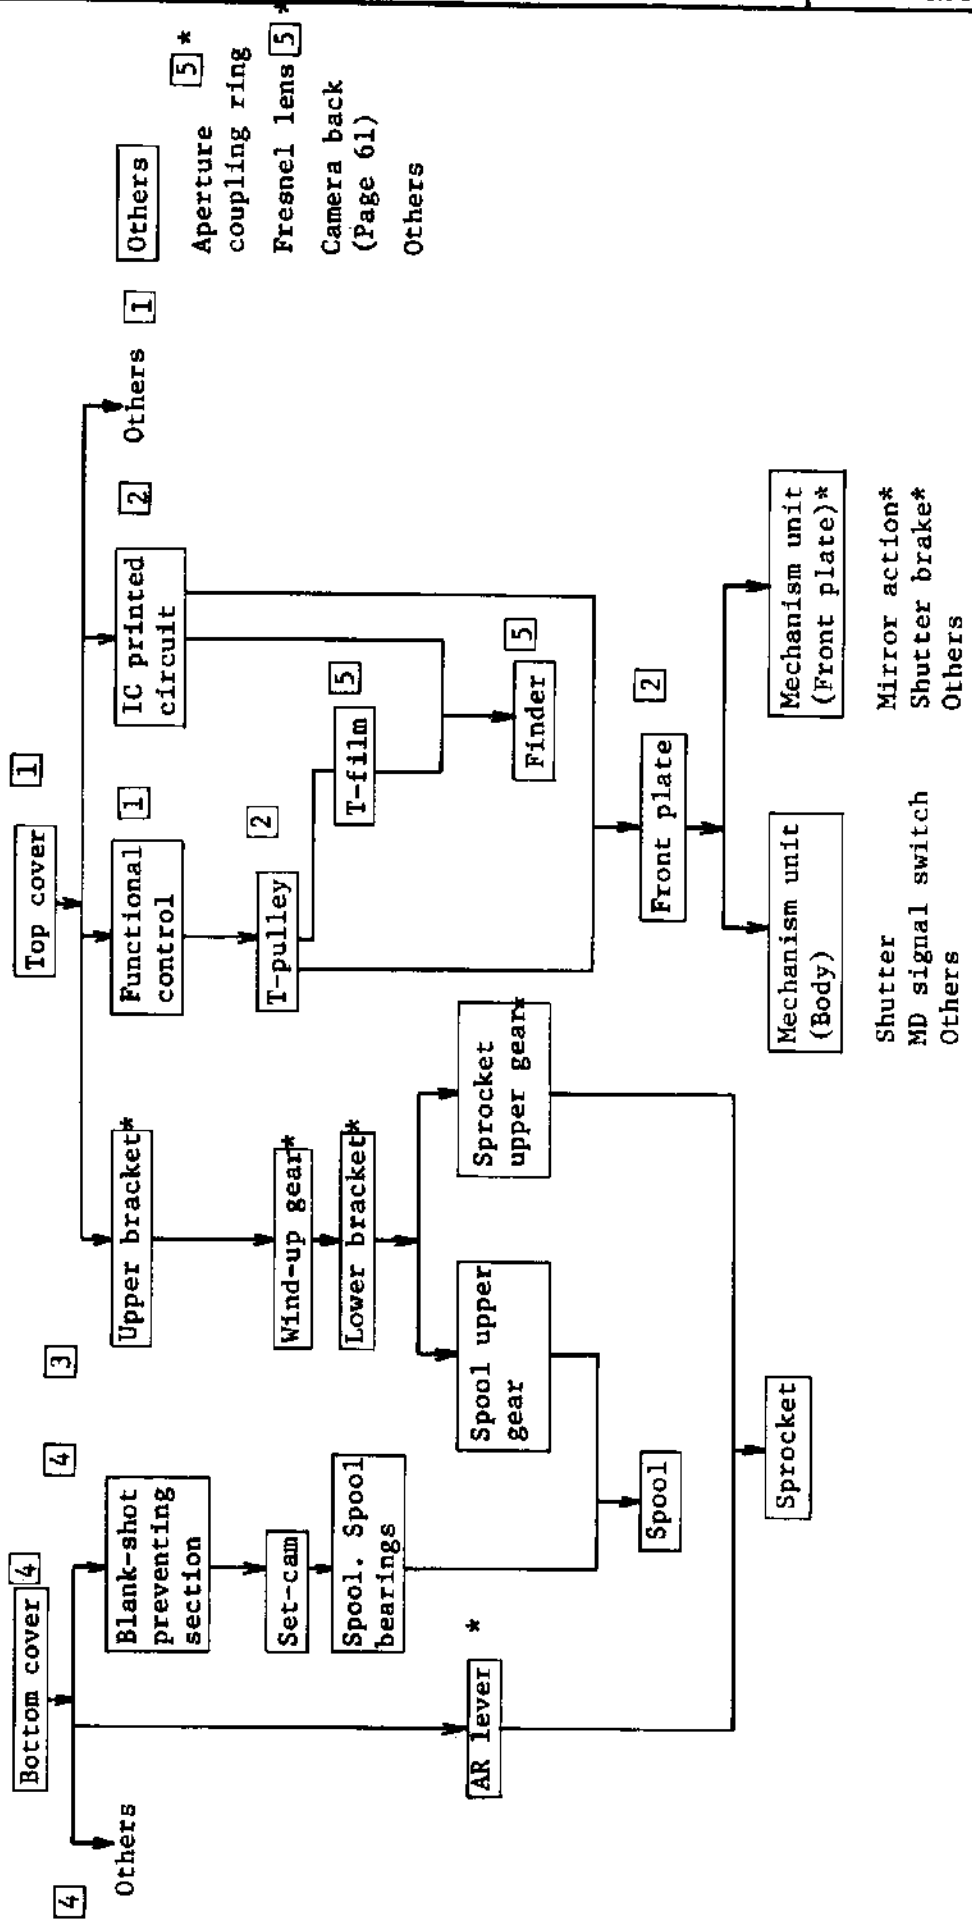 Bottom cover 4
Top cover 1
4
Others
4
Blank-shot
preventing
section
Set-cam
Spool. Spool
bearings
AR lever *
3
Upper bracket*
Wind-up gear*
Lower bracket*
Spool upper
gear
Sprocket
upper gear*
Spool
Sprocket
Functional
control
1
T-pulley
2
T-film
5
IC printed
circuit
2
Others
1
Finder
5
Front plate
2
Mechanism unit
(Body)
Shutter
MD signal switch
Others
Mechanism unit
(Front plate)*
Mirror action*
Shutter brake*
Others
Others
Aperture 5 *
coupling ring
Fresnel lens 5 *
Camera back
(Page 61)
Others